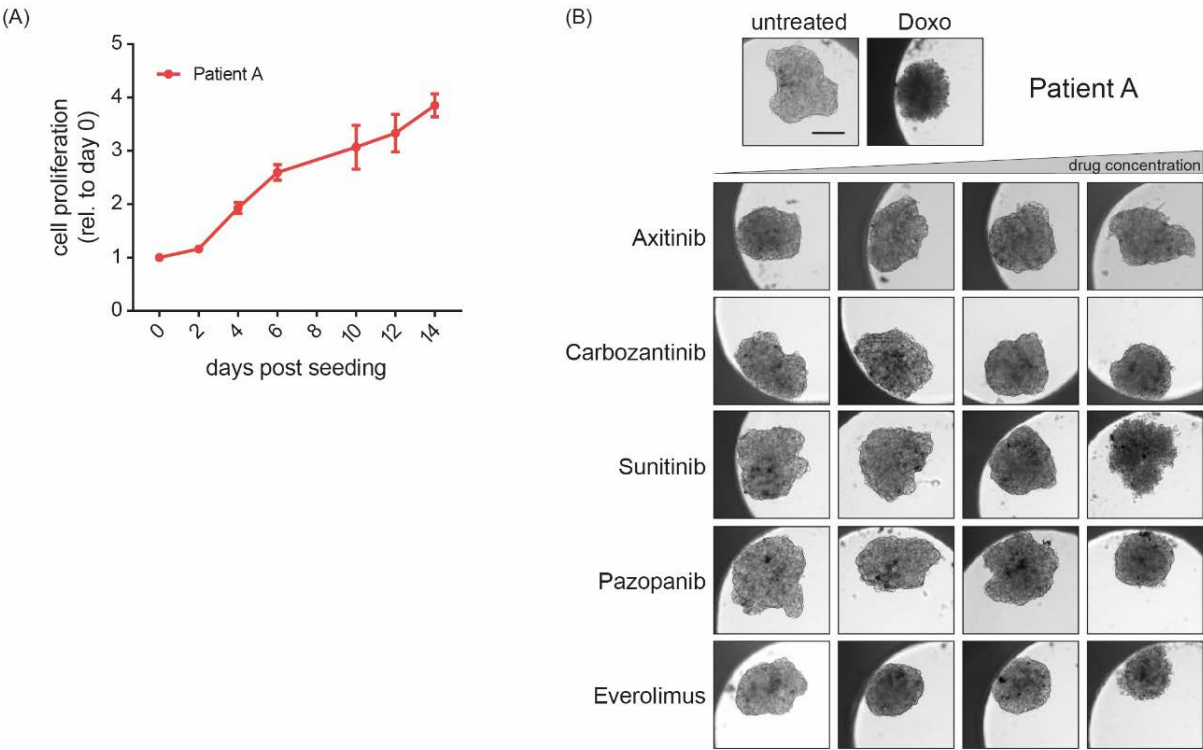 (A)
5
4
3
2
1
0
cell proliferation
(rel. to day 0)
Patient A
0 2 4 6 8 10 12 14
days post seeding
(B)
untreated Doxo
Patient A
drug concentration
Axitinib
Carbozantinib
Sunitinib
Pazopanib
Everolimus